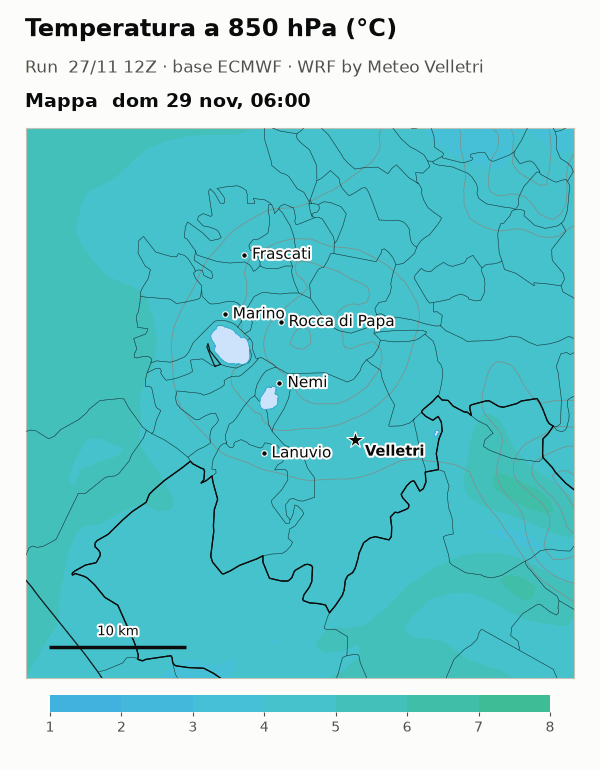 Temperatura a 850 hPa (°C)
Run  27/11 12Z · base ECMWF · WRF by Meteo Velletri
Mappa  dom 29 nov, 06:00
Frascati
Marino
Rocca di Papa
Nemi
Velletri
Lanuvio
10 km
1 2 3 4 5 6 7 8